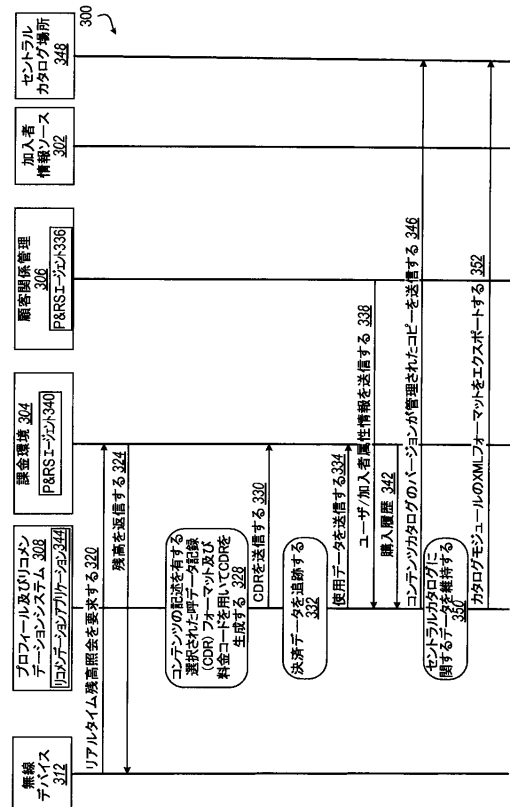 300
無線
デバイス
312
プロフィール及びリコメン
デーションシステム 308
リコメンデーションアプリケーション344
課金環境
304
P&RSエージェント340
顧客関係管理
306
P&RSエージェント336
加入者
情報ソース
302
セントラル
カタログ場所
348
リアルタイム残高照会を要求する 320
残高を返信する 324
コンテンツの記述を有する
選択された呼データ記録
(CDR)フォーマット及び
料金コードを用いてCDRを
生成する 328
CDRを送信する 330
決済データを追跡する
332
使用データを送信する 334
ユーザ/加入者属性情報を送信する 338
購入履歴 342
コンテンツカタログのバージョンが管理されたコピーを送信する 346
セントラルカタログに
関するデータを維持する
350
カタログモジュールのXMLフォーマットをエクスポートする 352